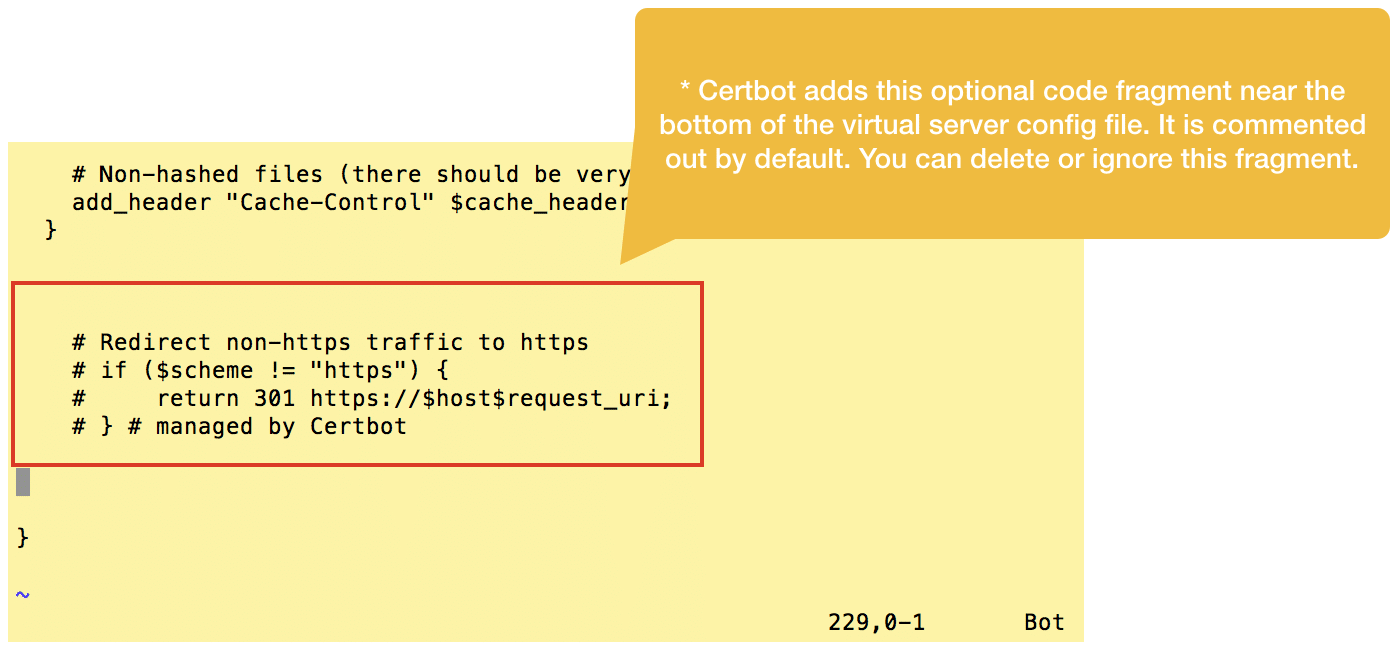 * Certbot adds this optional code fragment near the
bottom of the virtual server config file. It is commented
out by default. You can delete or ignore this fragment.
# Non-hashed files (there should be very
add_header "Cache-Control" $cache_header
}
# Redirect non-https traffic to https
# if ($scheme != "https") {
#     return 301 https://$host$request_uri;
# } # managed by Certbot
}
~
229,0-1 Bot